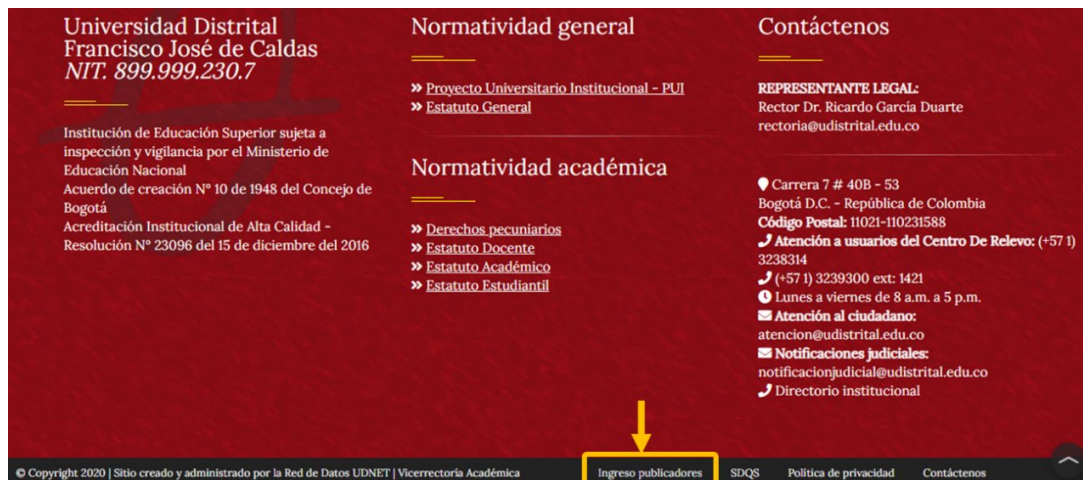 Universidad Distrital
Francisco José de Caldas
NIT. 899.999.230.7
Institución de Educación Superior sujeta a
inspección y vigilancia por el Ministerio de
Educación Nacional
Acuerdo de creación N° 10 de 1948 del Concejo de
Bogotá
Acreditación Institucional de Alta Calidad -
Resolución N° 23096 del 15 de diciembre del 2016
Normatividad general
Proyecto Universitario Institucional - PUI
Estatuto General
Normatividad académica
Derechos pecuniarios
Estatuto Docente
Estatuto Académico
Estatuto Estudiantil
Contáctenos
REPRESENTANTE LEGAL:
Rector Dr. Ricardo García Duarte
rectoria@udistrital.edu.co
Carrera 7 # 40B - 53
Bogotá D.C. - República de Colombia
Código Postal: 11021-110231588
Atención a usuarios del Centro De Relevo: (+57 1)
3238314
(+57 1) 3239300 ext: 1421
Lunes a viernes de 8 a.m. a 5 p.m.
Atención al ciudadano:
atencion@udistrital.edu.co
Notificaciones judiciales:
notificacionjudicial@udistrital.edu.co
Directorio institucional
© Copyright 2020 | Sitio creado y administrado por la Red de Datos UDNET | Vicerrectoria Académica
Ingreso publicadores
SDQS
Política de privacidad
Contáctenos